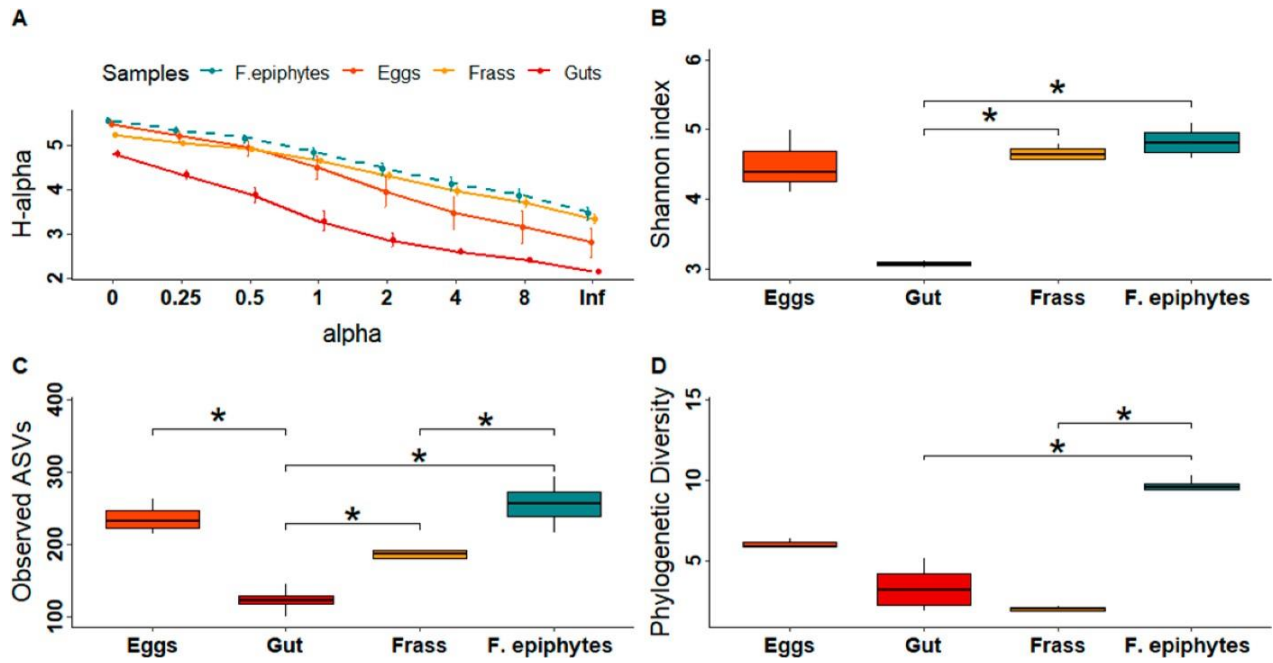 A
Samples F.epiphytes Eggs Frass Guts
H-alpha
5
4
3
2
0 0.25 0.5 1 2 4 8 Inf
alpha
B
Shannon index
6
5
4
3
*
*
Eggs Gut Frass F. epiphytes
C
Observed ASVs
400
300
200
100
* *
*
*
Eggs Gut Frass F. epiphytes
D
Phylogenetic Diversity
15
10
5
*
*
Eggs Gut Frass F. epiphytes